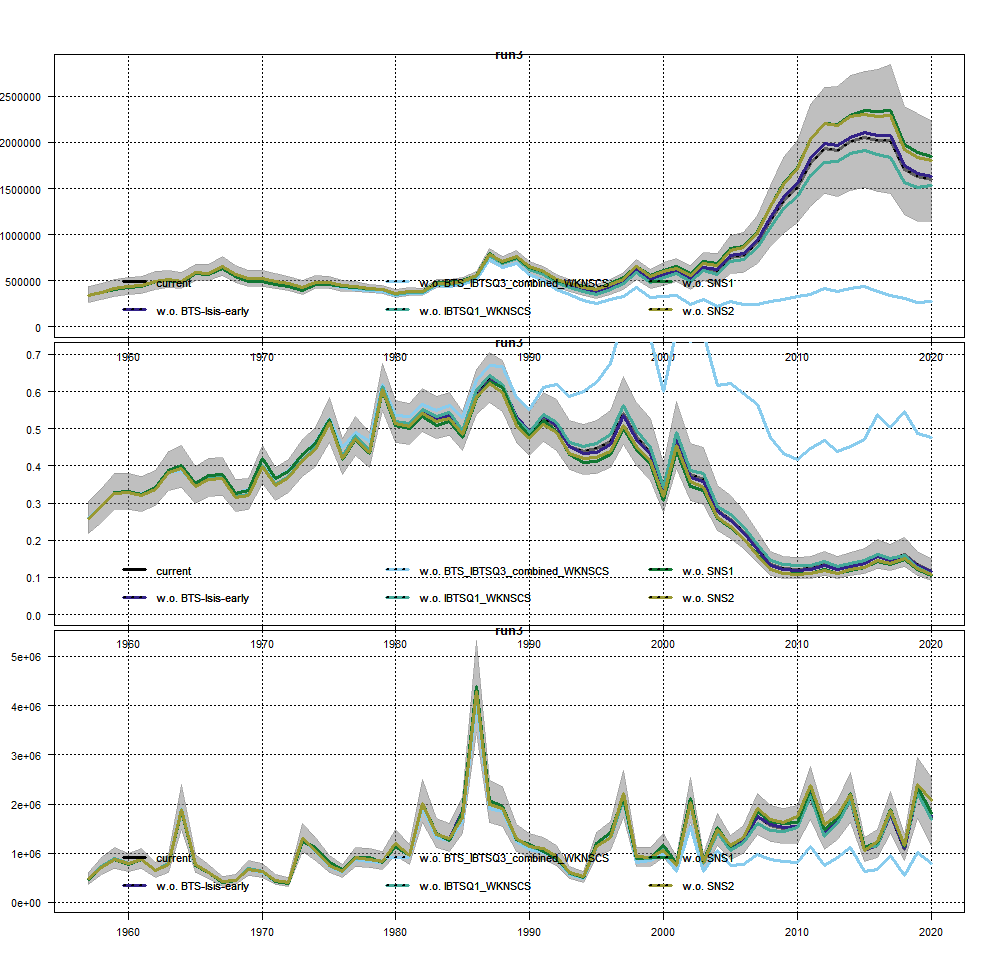 run3
2500000
2000000
1500000
1000000
500000
0
current
w.o. BTS_IBTSQ3_combined_WKNSCS
w.o. SNS1
w.o. BTS-Isis-early
w.o. IBTSQ1_WKNSCS
w.o. SNS2
1960 1970 1980 1990 2000 2010 2020
run3
0.7
0.6
0.5
0.4
0.3
0.2
0.1
0.0
current
w.o. BTS_IBTSQ3_combined_WKNSCS
w.o. SNS1
w.o. BTS-Isis-early
w.o. IBTSQ1_WKNSCS
w.o. SNS2
1960 1970 1980 1990 2000 2010 2020
run3
5e+06
4e+06
3e+06
2e+06
1e+06
0e+00
current
w.o. BTS_IBTSQ3_combined_WKNSCS
w.o. SNS1
w.o. BTS-Isis-early
w.o. IBTSQ1_WKNSCS
w.o. SNS2
1960 1970 1980 1990 2000 2010 2020